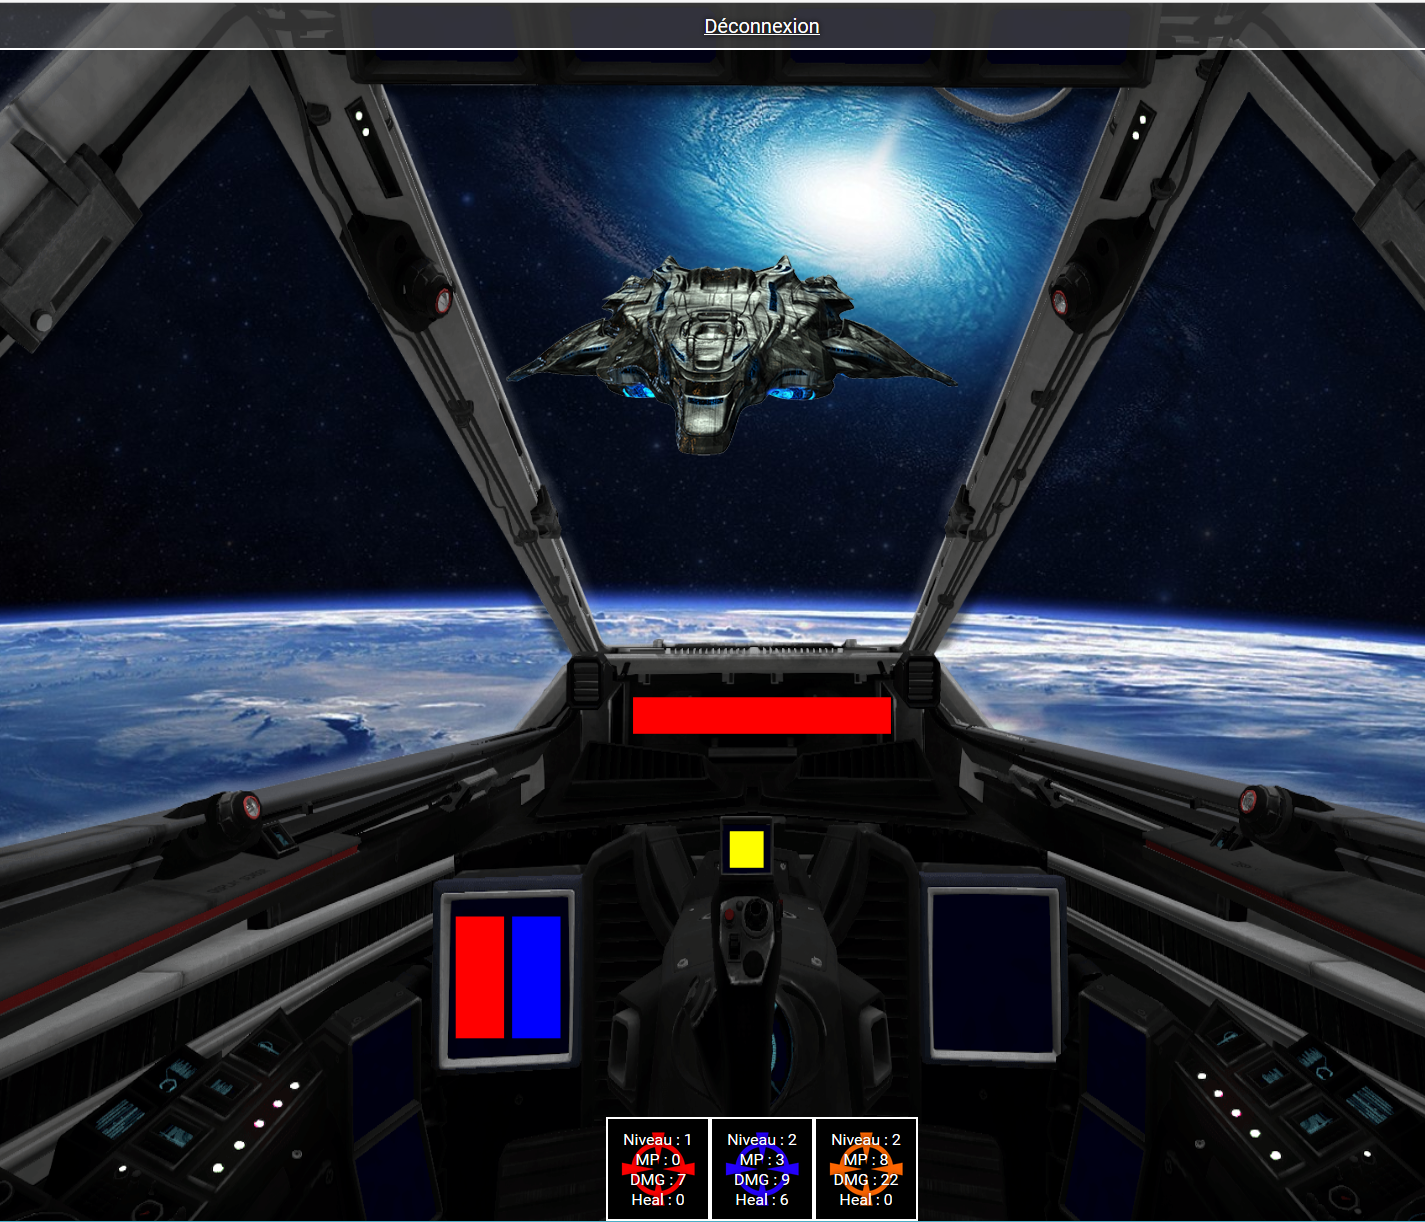 Déconnexion
Niveau : 1
MP : 0
DMG : 7
Heal : 0
Niveau : 2
MP : 3
DMG : 9
Heal : 6
Niveau : 2
MP : 8
DMG : 22
Heal : 0